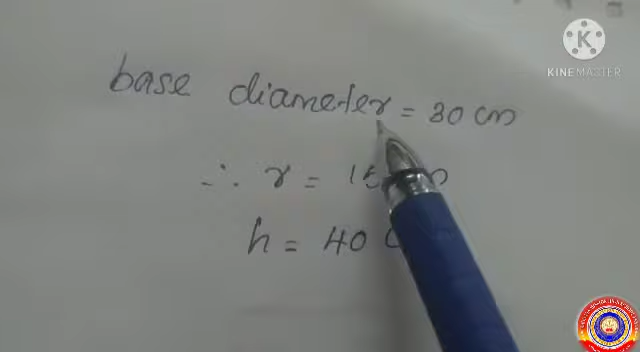 KINEMASTER
base diameter = 30 cm
∴ r = 15
h = 40